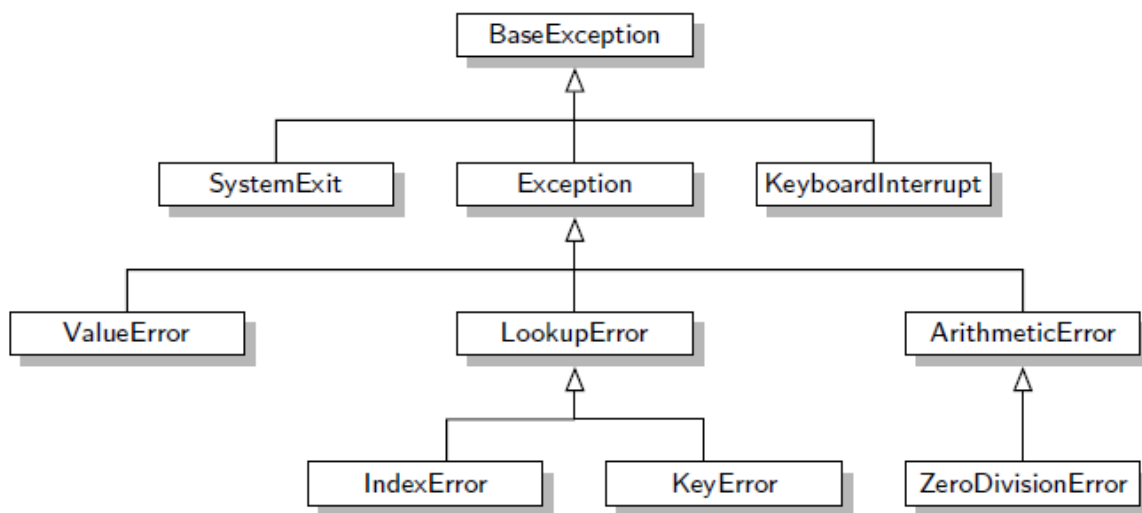 BaseException
SystemExit
Exception
KeyboardInterrupt
ValueError
LookupError
ArithmeticError
IndexError
KeyError
ZeroDivisionError